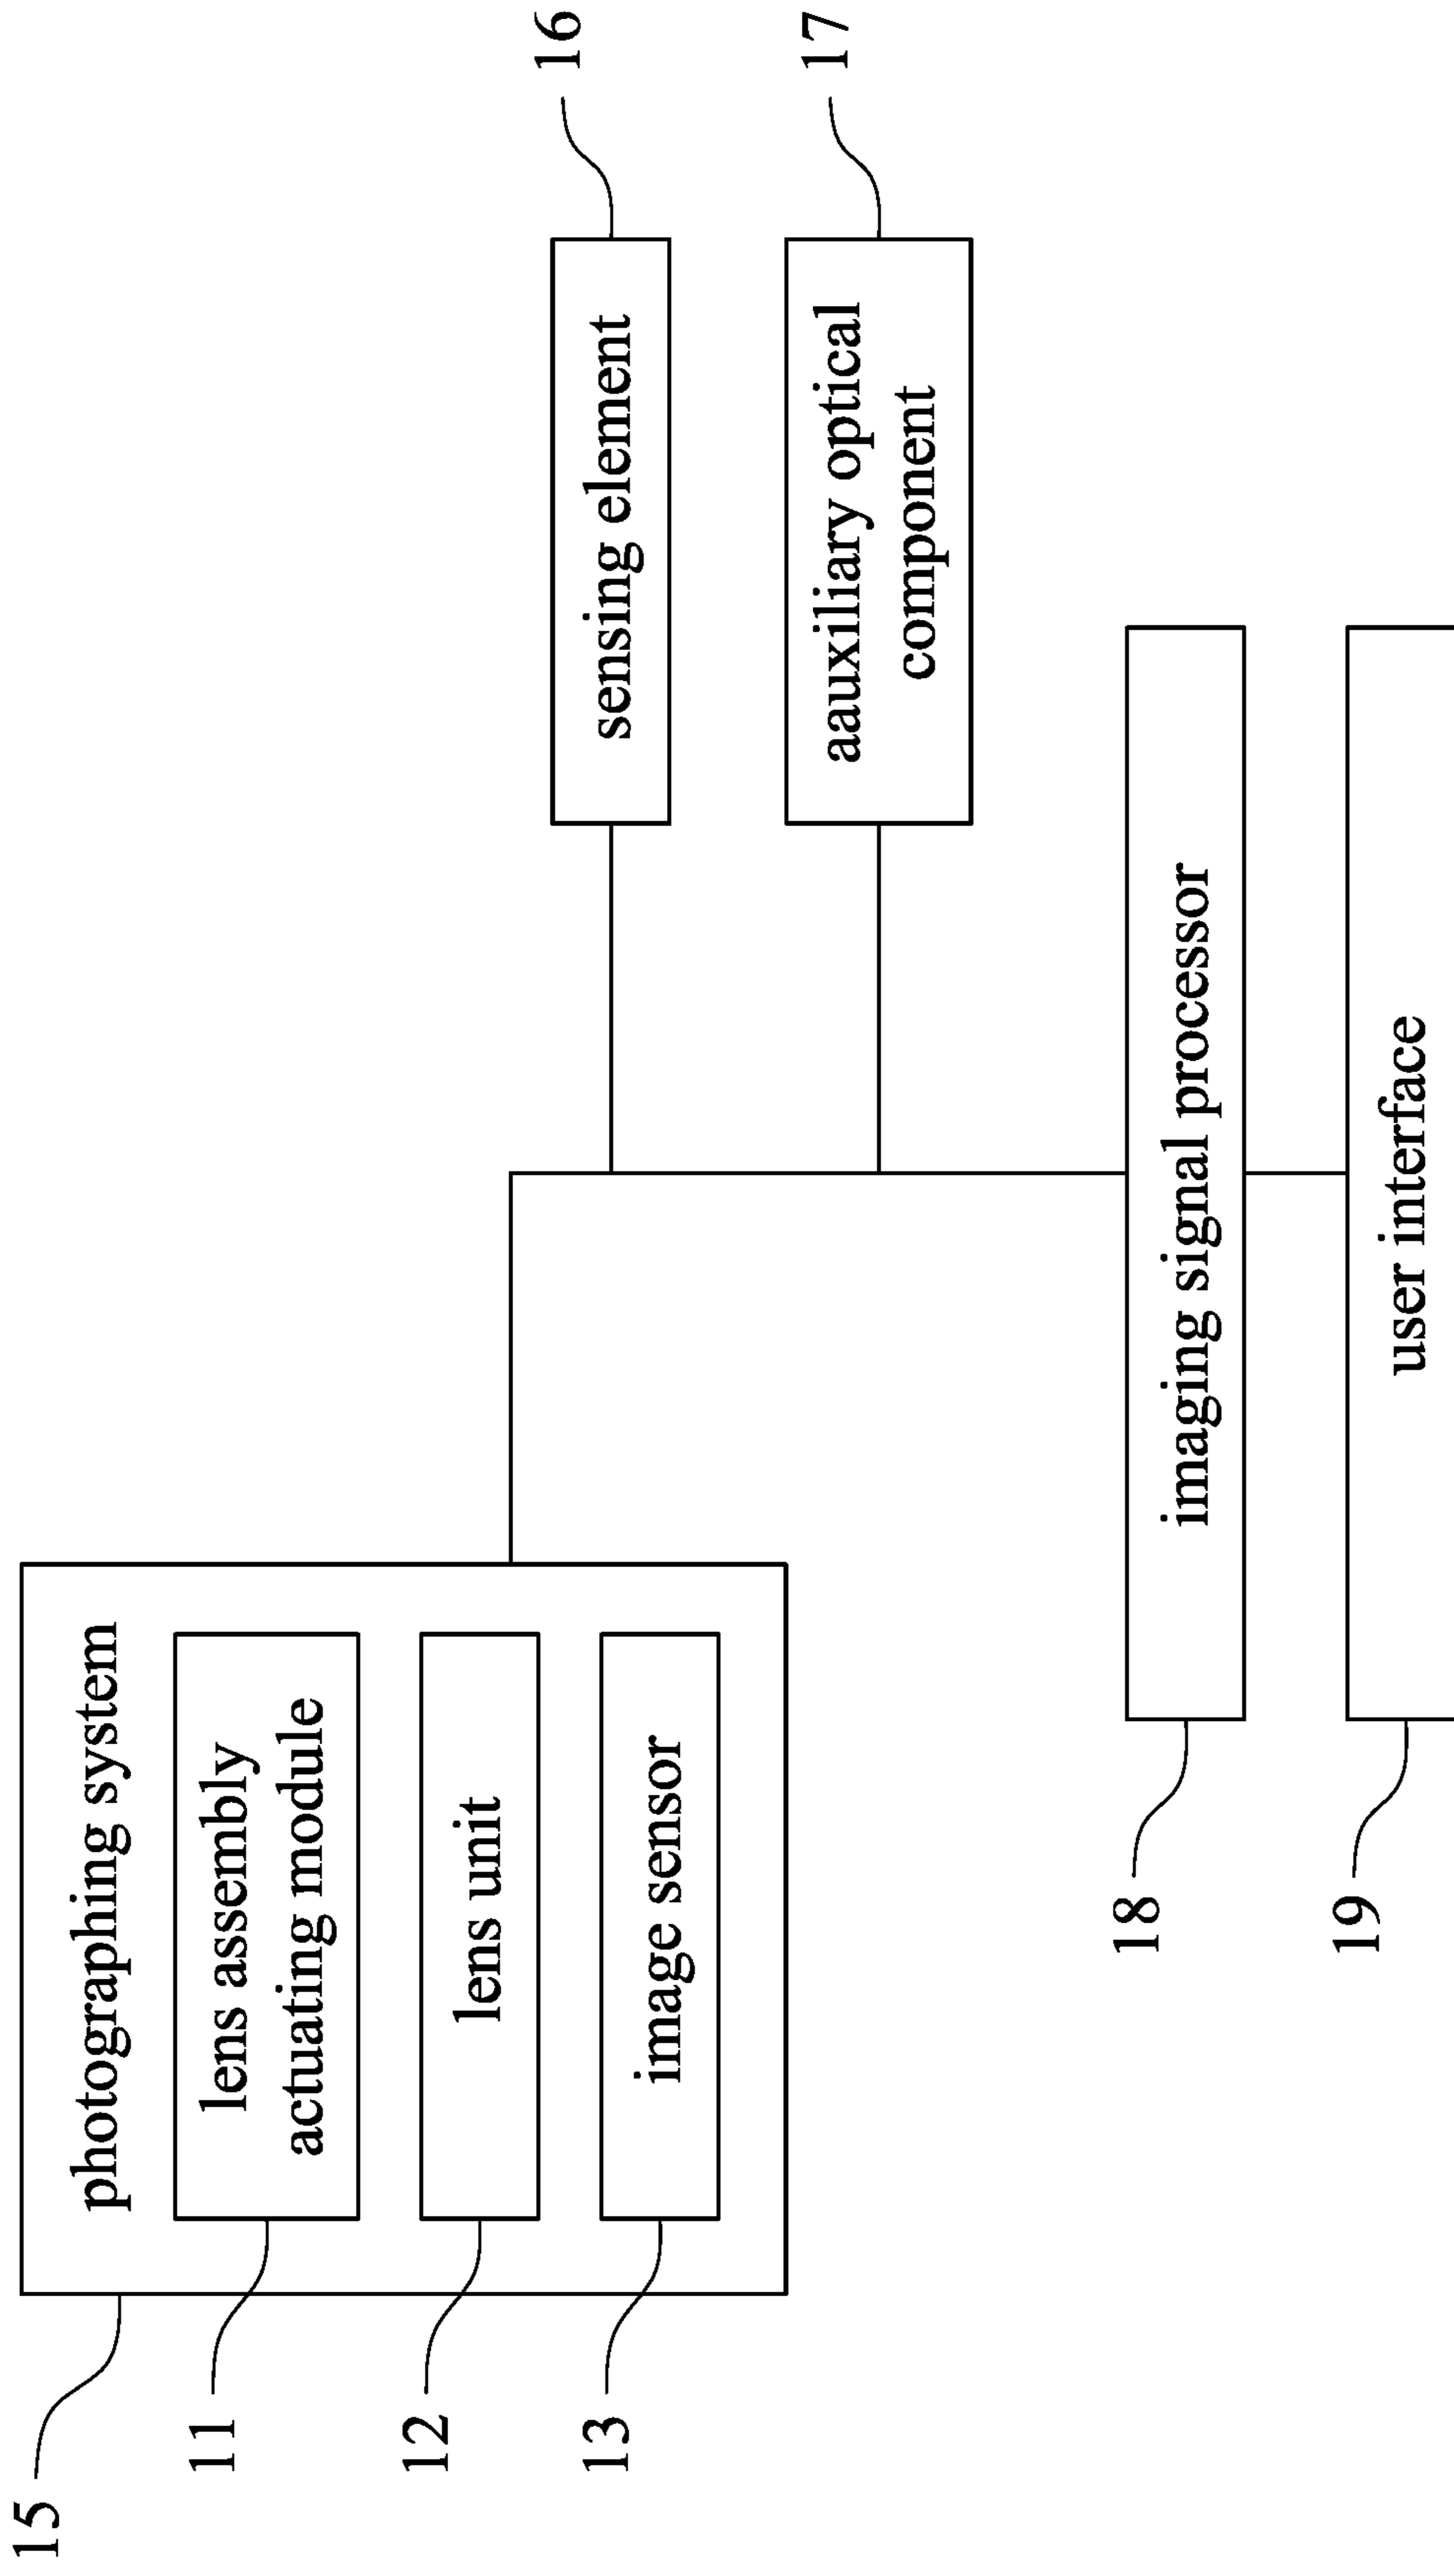 15
photographing system
11
lens assembly
actuating module
12
lens unit
13
image sensor
sensing element
16
aauxiliary optical
component
17
18
imaging signal processor
19
user interface